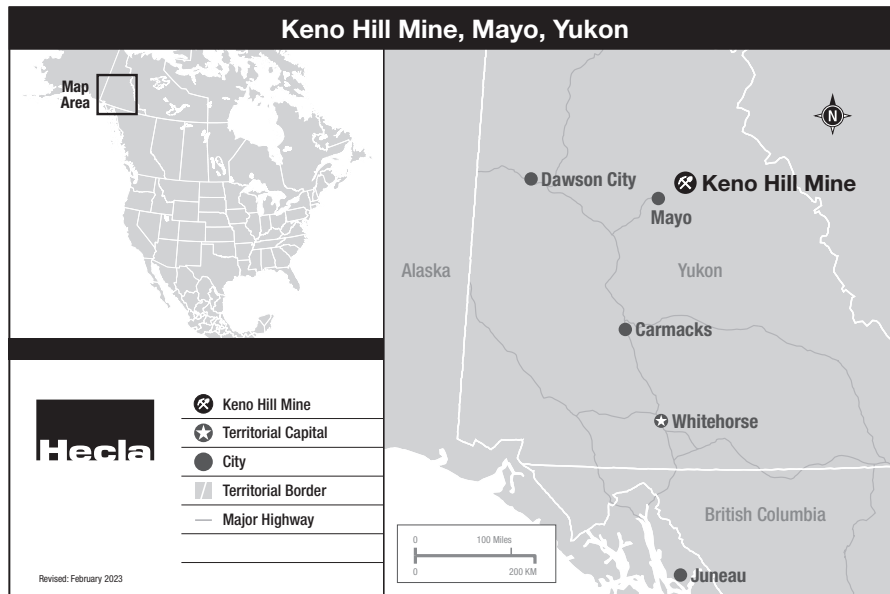 Keno Hill Mine, Mayo, Yukon
Map
Area
N
Dawson City
Keno Hill Mine
Mayo
Alaska
Yukon
Carmacks
Whitehorse
British Columbia
Juneau
0 100 Miles
0 200 KM
Hecla
Keno Hill Mine
Territorial Capital
City
Territorial Border
Major Highway
Revised: February 2023